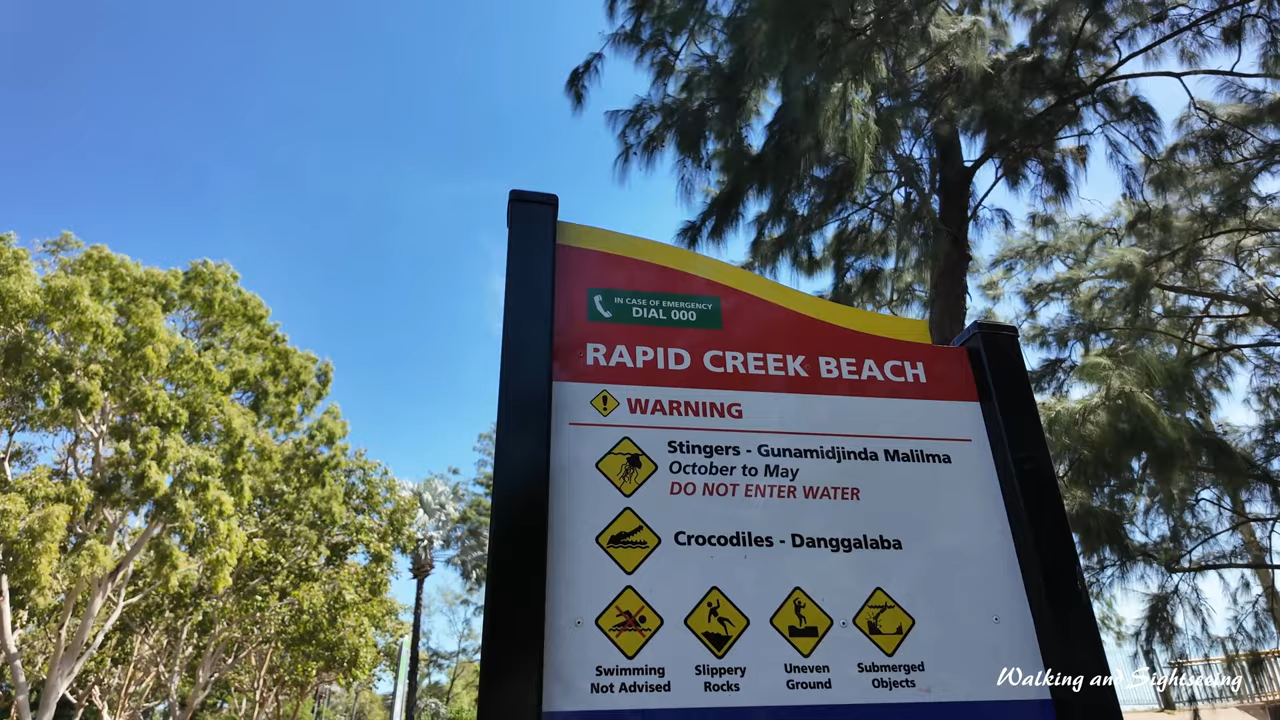 IN CASE OF EMERGENCY
DIAL 000
RAPID CREEK BEACH
WARNING
Stingers - Gunamidjinda Malilma
October to May
DO NOT ENTER WATER
Crocodiles - Danggalaba
Swimming
Not Advised
Slippery
Rocks
Uneven
Ground
Submerged
Objects
Walking and Sightseeing